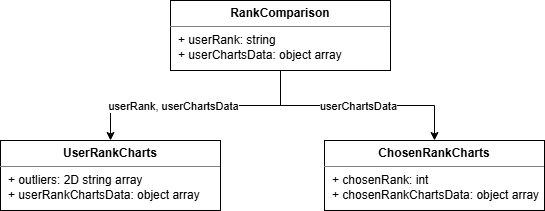 RankComparison
+ userRank: string
+ userChartsData: object array
userRank, userChartsData
userChartsData
UserRankCharts
+ outliers: 2D string array
+ userRankChartsData: object array
ChosenRankCharts
+ chosenRank: int
+ chosenRankChartsData: object array